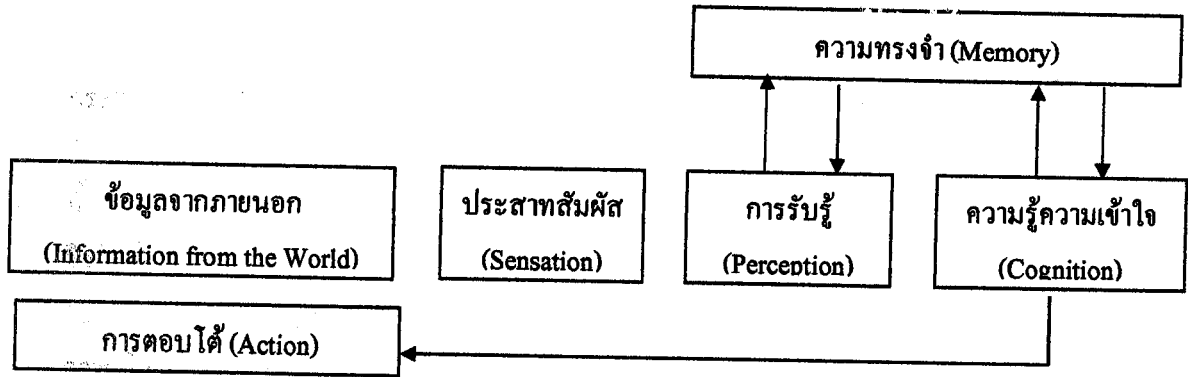 ความทรงจำ (Memory)
ข้อมูลจากภายนอก
(Information from the World)
ประสาทสัมผัส
(Sensation)
การรับรู้
(Perception)
ความรู้ความเข้าใจ
(Cognition)
การตอบโต้ (Action)